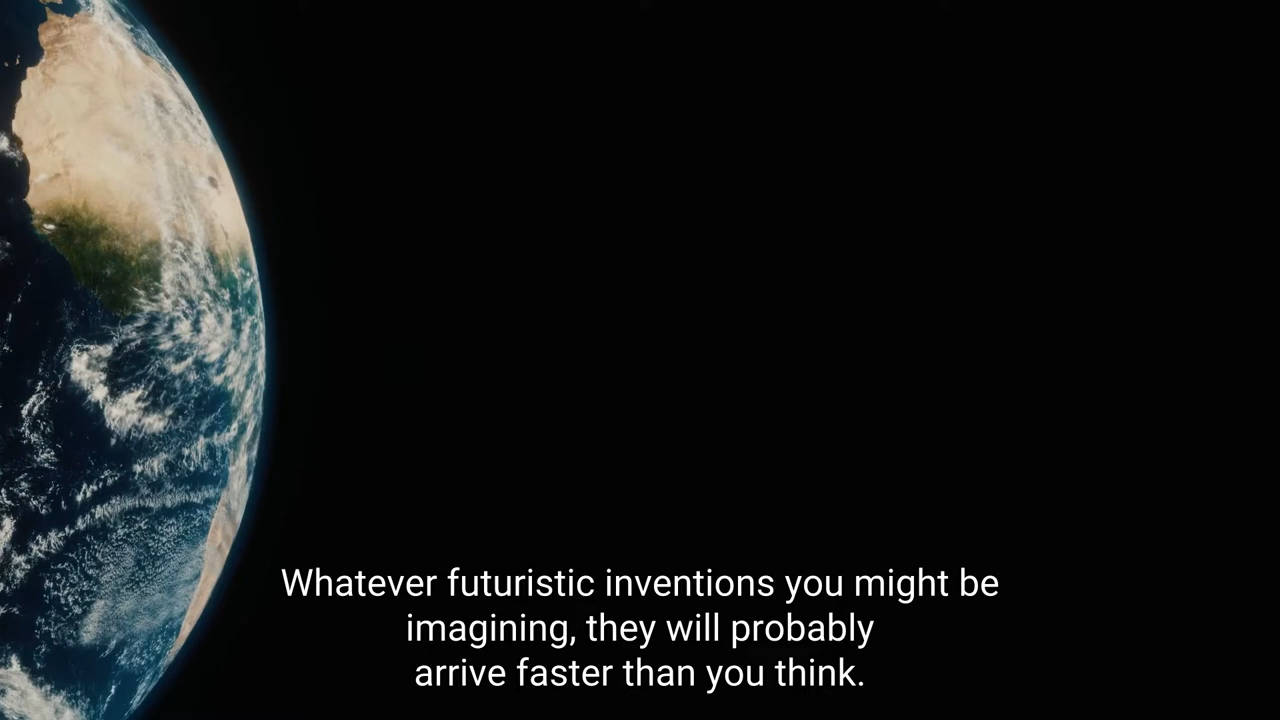 Whatever futuristic inventions you might be
imagining, they will probably
arrive faster than you think.